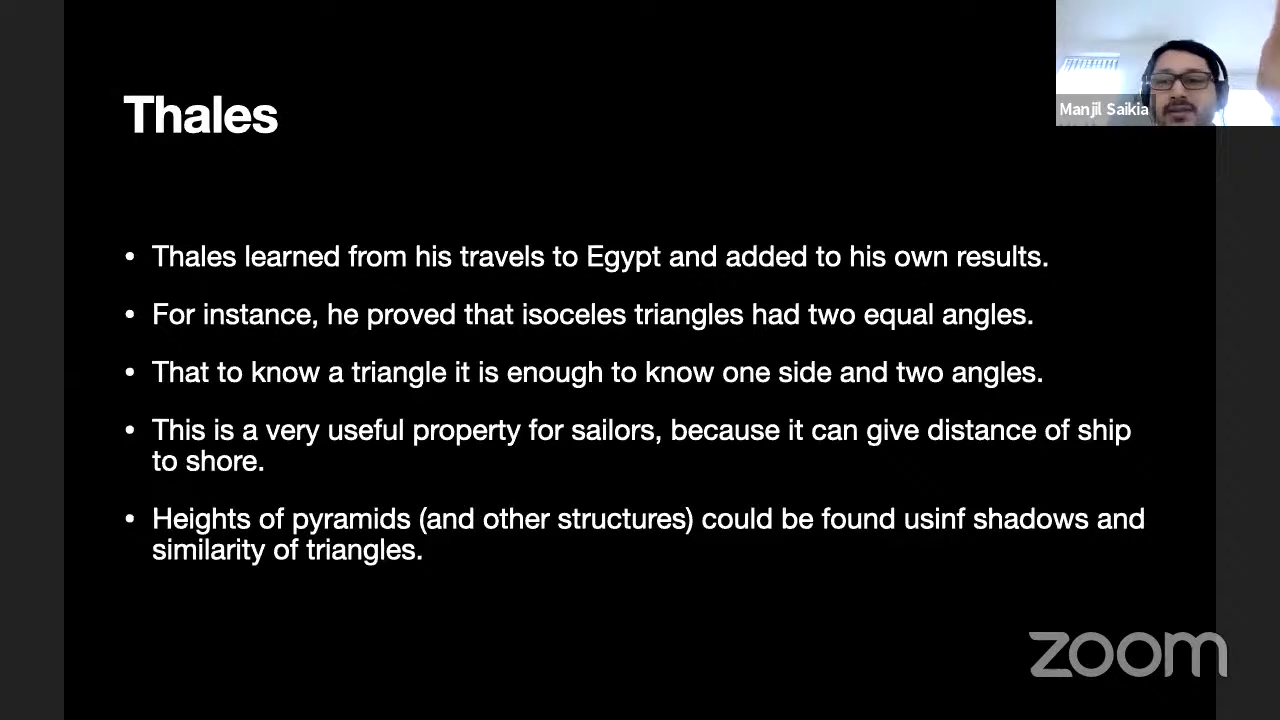 Thales
Manjil Saikia
• Thales learned from his travels to Egypt and added to his own results.
• For instance, he proved that isoceles triangles had two equal angles.
• That to know a triangle it is enough to know one side and two angles.
• This is a very useful property for sailors, because it can give distance of ship
to shore.
• Heights of pyramids (and other structures) could be found usinf shadows and
similarity of triangles.
zoom